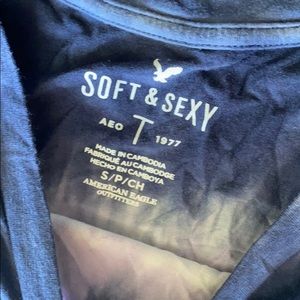 SOFT & SEXY
AEO T 1977
MADE IN CAMBODIA
FABRIQUÉ AU CAMBODGE
HECHO EN CAMBOYA
S/P/CH
AMERICAN EAGLE
OUTFITTERS